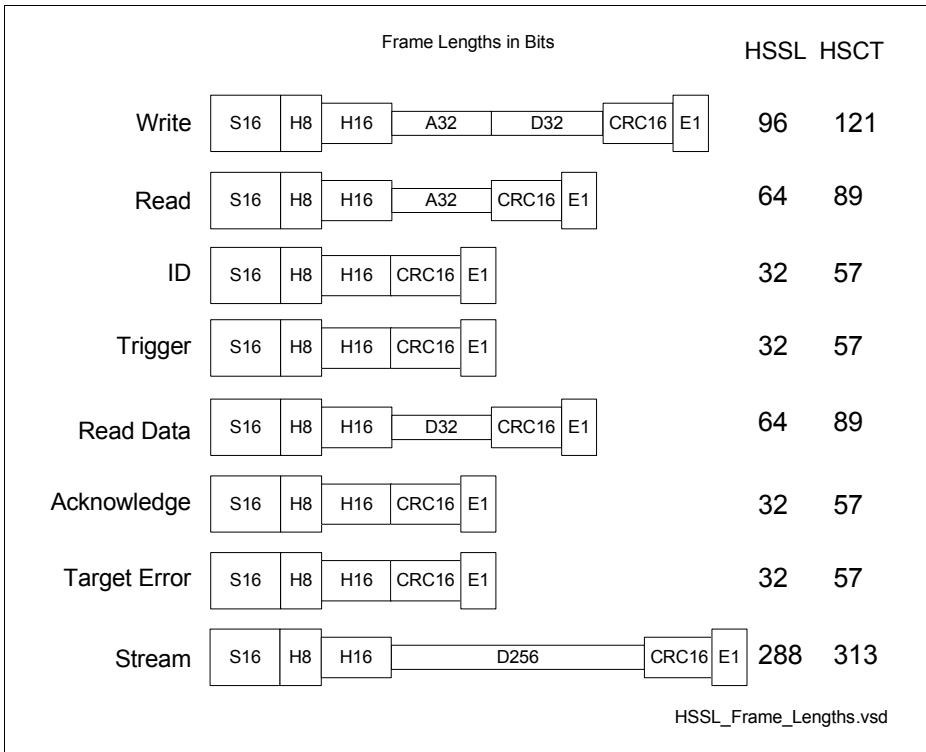 Frame Lengths in Bits
HSSL HSCT
Write S16 H8 H16 A32 D32 CRC16 E1 96 121
Read S16 H8 H16 A32 CRC16 E1 64 89
ID S16 H8 H16 CRC16 E1 32 57
Trigger S16 H8 H16 CRC16 E1 32 57
Read Data S16 H8 H16 D32 CRC16 E1 64 89
Acknowledge S16 H8 H16 CRC16 E1 32 57
Target Error S16 H8 H16 CRC16 E1 32 57
Stream S16 H8 H16 D256 CRC16 E1 288 313
HSSL_Frame_Lengths.vsd